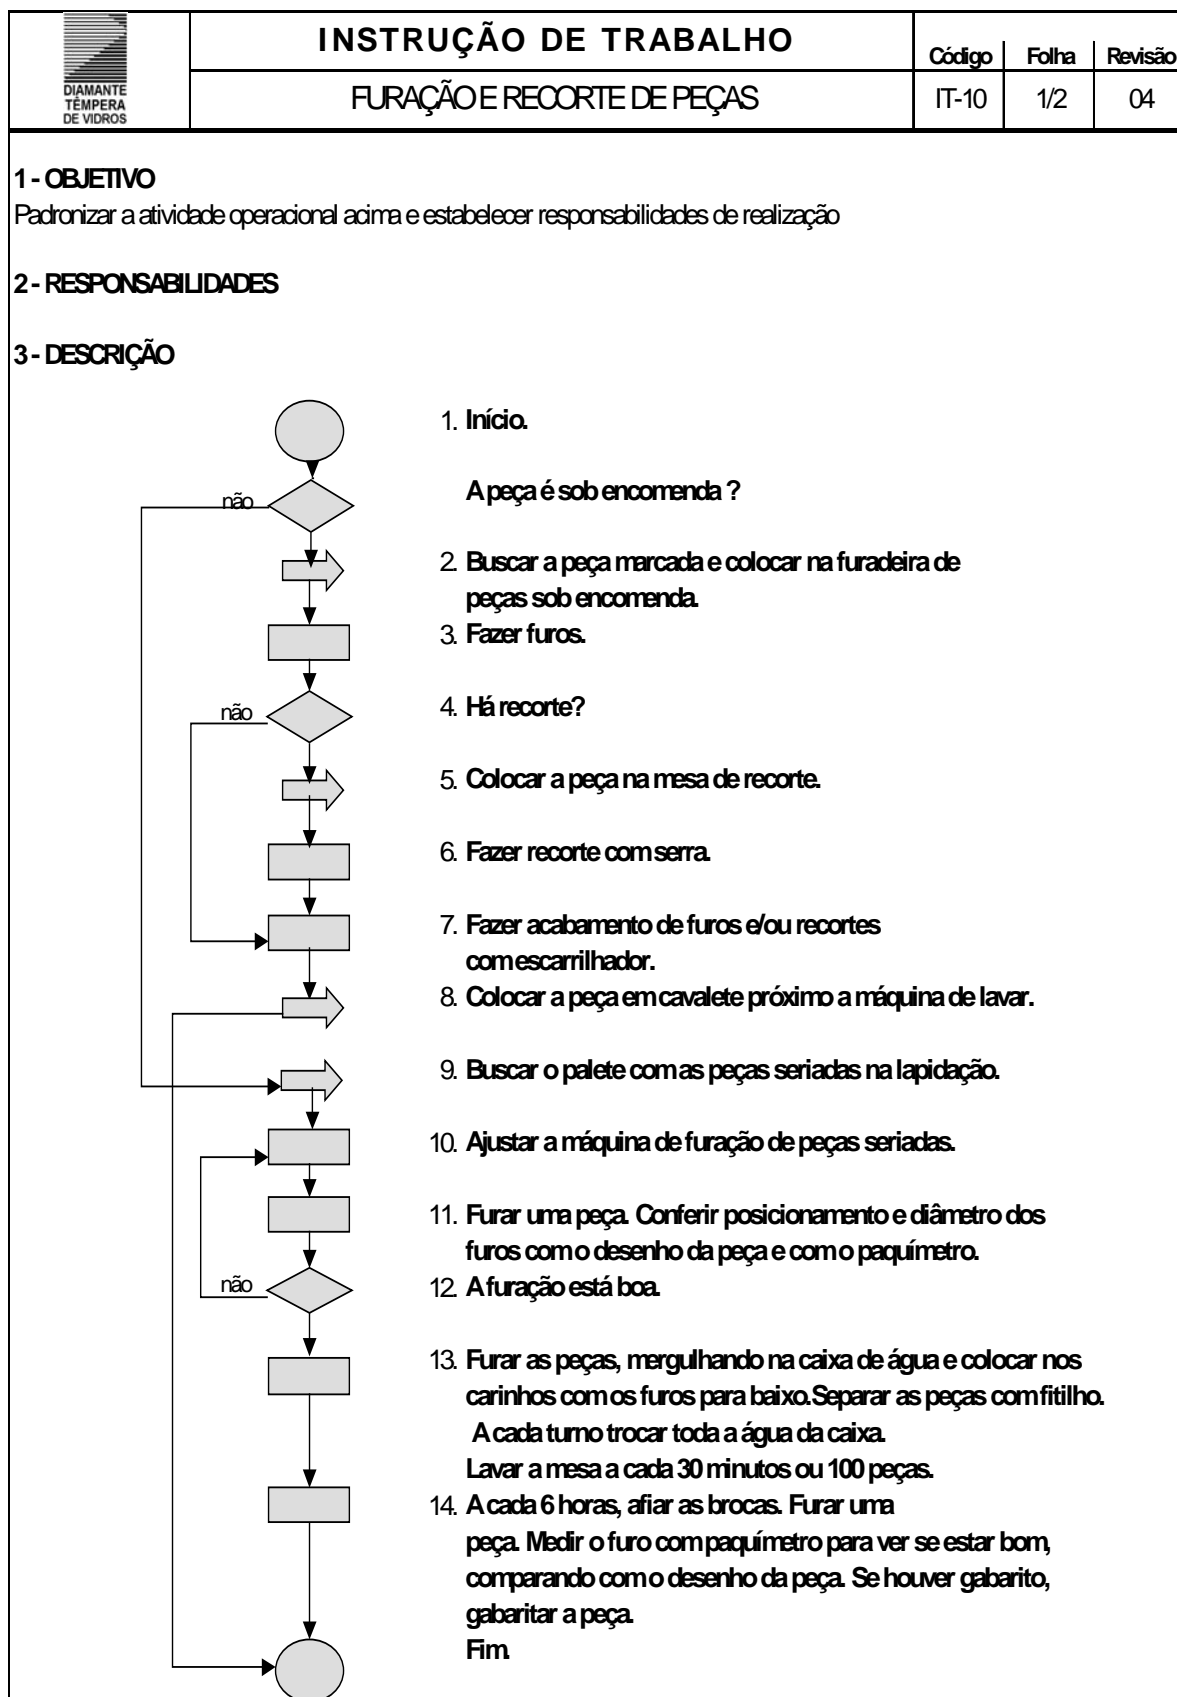 DIAMANTE
TÊMPERA
DE VIDROS
INSTRUÇÃO DE TRABALHO
FURAÇÃO E RECORTE DE PEÇAS
Código Folha Revisão
IT-10 1/2 04
1 - OBJETIVO
Padronizar a atividade operacional acima e estabelecer responsabilidades de realização
2 - RESPONSABILIDADES
3 - DESCRIÇÃO
1. Início.
não A peça é sob encomenda ?
2. Buscar a peça marcada e colocar na furadeira de
peças sob encomenda.
3. Fazer furos.
não 4. Há recorte?
5. Colocar a peça na mesa de recorte.
6. Fazer recorte com serra.
7. Fazer acabamento de furos e/ou recortes
com escarrilhador.
8. Colocar a peça em cavalete próximo a máquina de lavar.
9. Buscar o palete com as peças seriadas na lapidação.
10. Ajustar a máquina de furação de peças seriadas.
11. Furar uma peça. Conferir posicionamento e diâmetro dos
furos com o desenho da peça e com o paquímetro.
não 12. A furação está boa.
13. Furar as peças, mergulhando na caixa de água e colocar nos
carinhos com os furos para baixo.Separar as peças com fitilho.
A cada turno trocar toda a água da caixa.
Lavar a mesa a cada 30 minutos ou 100 peças.
14. A cada 6 horas, afiar as brocas. Furar uma
peça. Medir o furo com paquímetro para ver se estar bom,
comparando com o desenho da peça. Se houver gabarito,
gabaritar a peça.
Fim.